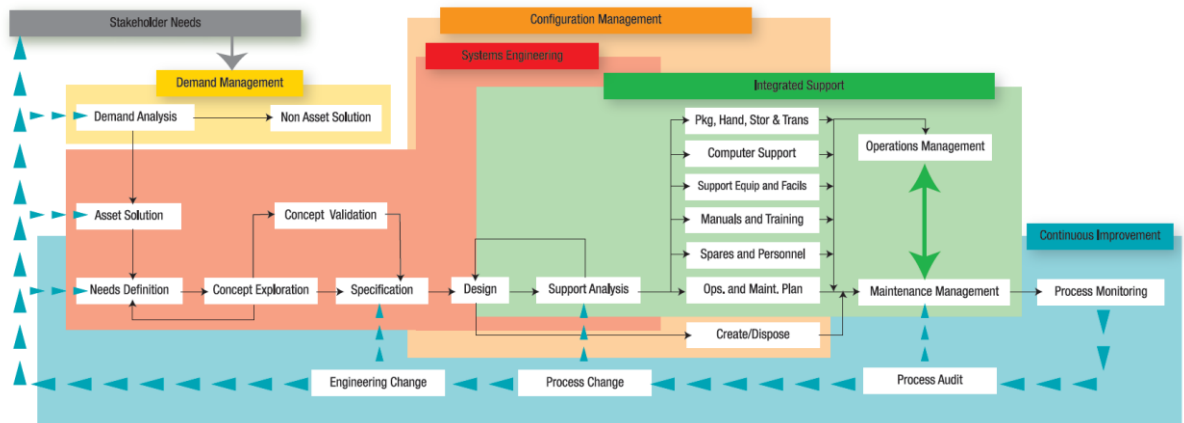 Stakeholder Needs
Configuration Management
Systems Engineering
Demand Management
Integrated Support
Demand Analysis
Non Asset Solution
Pkg, Hand, Stor & Trans
Operations Management
Computer Support
Support Equip and Facils
Asset Solution
Concept Validation
Manuals and Training
Continuous Improvement
Spares and Personnel
Needs Definition
Concept Exploration
Specification
Design
Support Analysis
Ops. and Maint. Plan
Maintenance Management
Process Monitoring
Create/Dispose
Engineering Change
Process Change
Process Audit